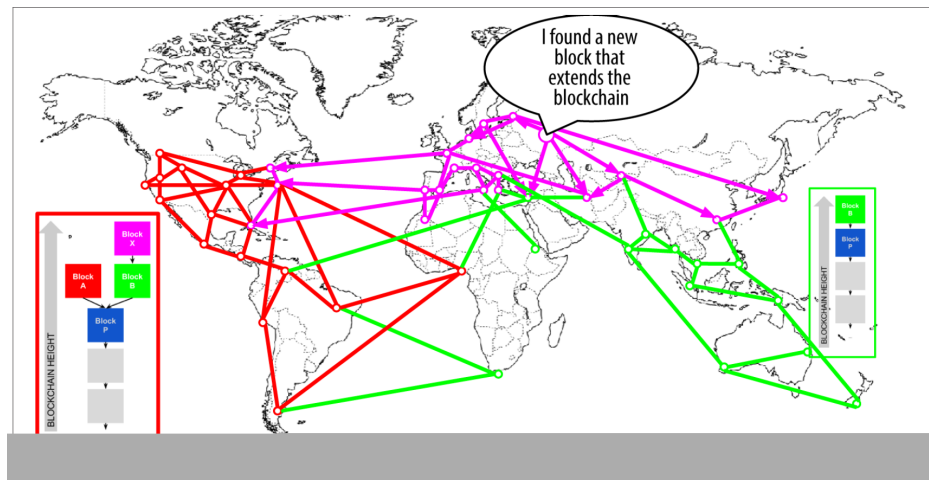 I found a new
block that
extends the
blockchain
Block
X
Block
A
Block
B
Block
P
BLOCKCHAIN HEIGHT
Block
B
Block
P
BLOCKCHAIN HEIGHT